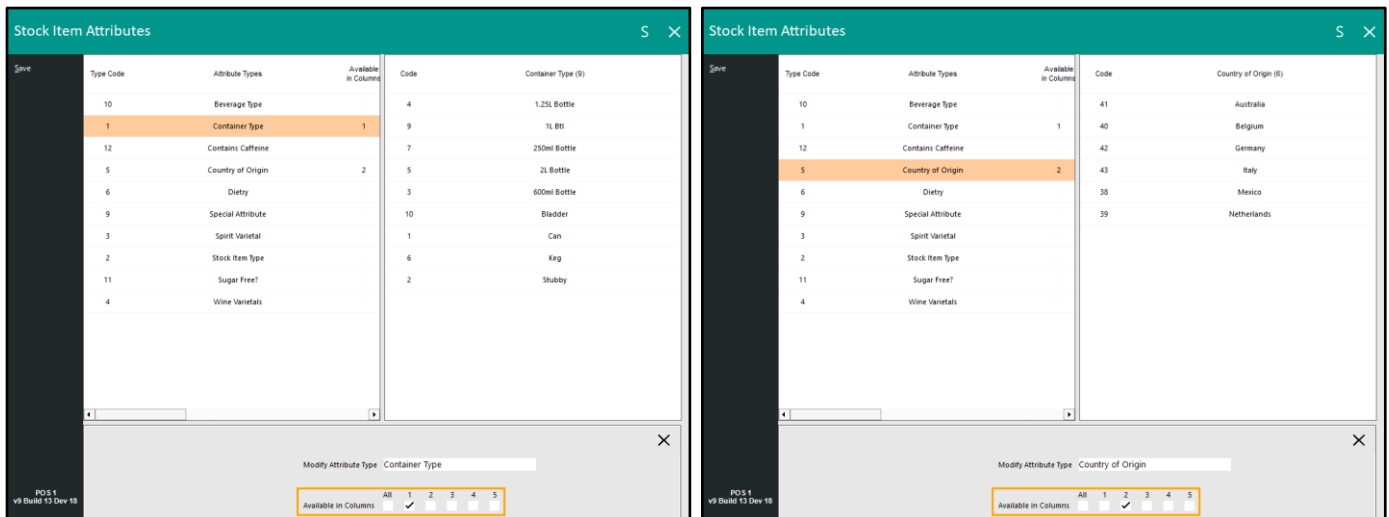 Stock Item Attributes S ×
Save
Type Code Attribute Types Available in Columns Code Container Type (9)
10 Beverage Type 4 1.25L Bottle
1 Container Type 1 9 1L Btl
12 Contains Caffeine 7 250ml Bottle
5 Country of Origin 2 5 2L Bottle
6 Dietry 3 600ml Bottle
9 Special Attribute 10 Bladder
3 Spirit Varietal 1 Can
2 Stock Item Type 6 Keg
11 Sugar Free? 2 Stubby
4 Wine Varietals
Modify Attribute Type Container Type
All 1 2 3 4 5
Available in Columns
POS 1
v9 Build 13 Dev 18
Stock Item Attributes S ×
Save
Type Code Attribute Types Available in Columns Code Country of Origin (6)
10 Beverage Type 41 Australia
1 Container Type 1 40 Belgium
12 Contains Caffeine 42 Germany
5 Country of Origin 2 43 Italy
6 Dietry 38 Mexico
9 Special Attribute 39 Netherlands
3 Spirit Varietal
2 Stock Item Type
11 Sugar Free?
4 Wine Varietals
Modify Attribute Type Country of Origin
All 1 2 3 4 5
Available in Columns
POS 1
v9 Build 13 Dev 18